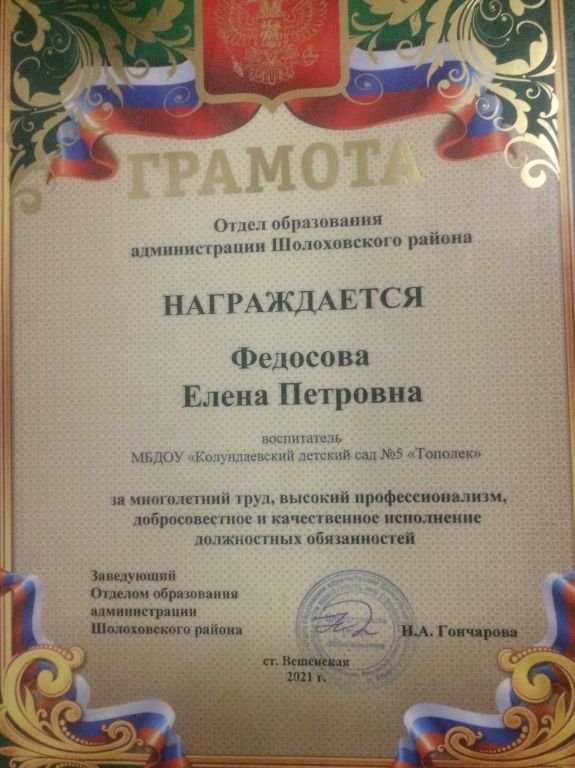 ГРАМОТА
Отдел образования
администрации Шолоховского района
НАГРАЖДАЕТСЯ
Федосова
Елена Петровна
воспитатель
МБДОУ «Колундаевский детский сад №5 «Тополек»
за многолетний труд, высокий профессионализм,
добросовестное и качественное исполнение
должностных обязанностей
Заведующий
Отделом образования
администрации
Шолоховского района
Н.А. Гончарова
ст. Вешенская
2021 г.